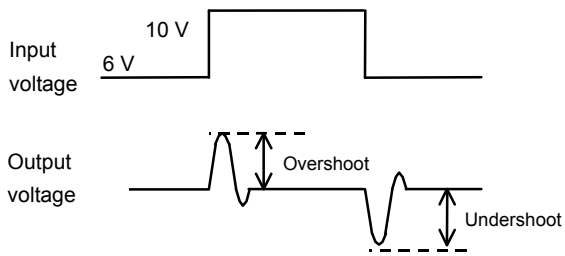 10 V
Input
voltage
6 V
Output
voltage
Overshoot
Undershoot